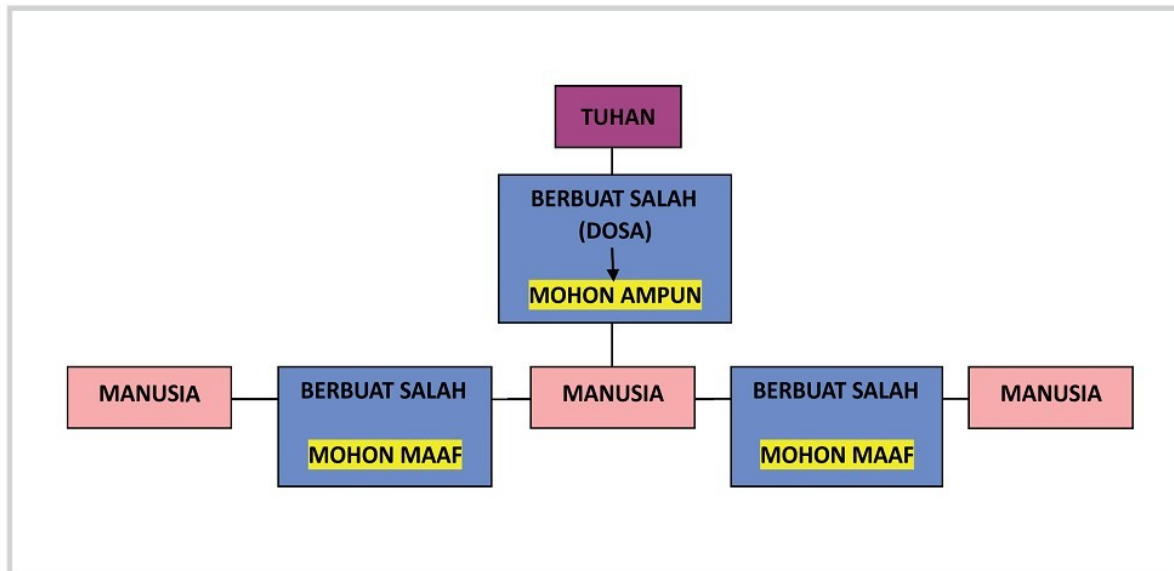 TUHAN
BERBUAT SALAH
(DOSA)
MOHON AMPUN
MANUSIA
BERBUAT SALAH
MOHON MAAF
MANUSIA
BERBUAT SALAH
MOHON MAAF
MANUSIA